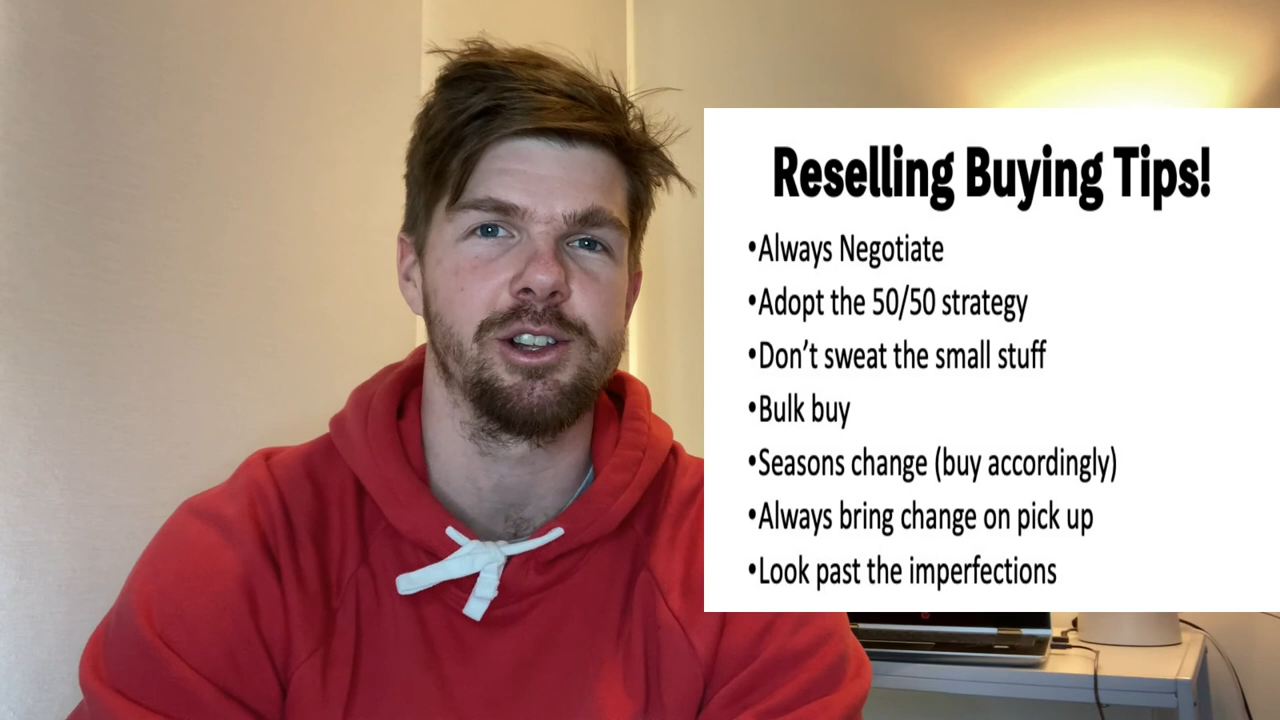 Reselling Buying Tips!
•Always Negotiate
•Adopt the 50/50 strategy
•Don’t sweat the small stuff
•Bulk buy
•Seasons change (buy accordingly)
•Always bring change on pick up
•Look past the imperfections